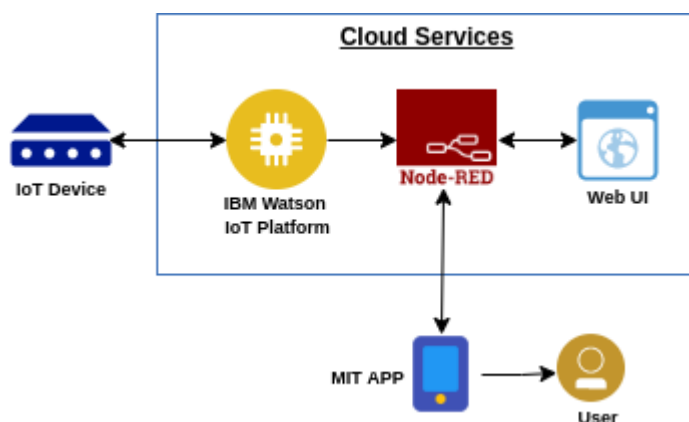 Cloud Services
IoT Device
IBM Watson
IoT Platform
Node-RED
Web UI
MIT APP
User